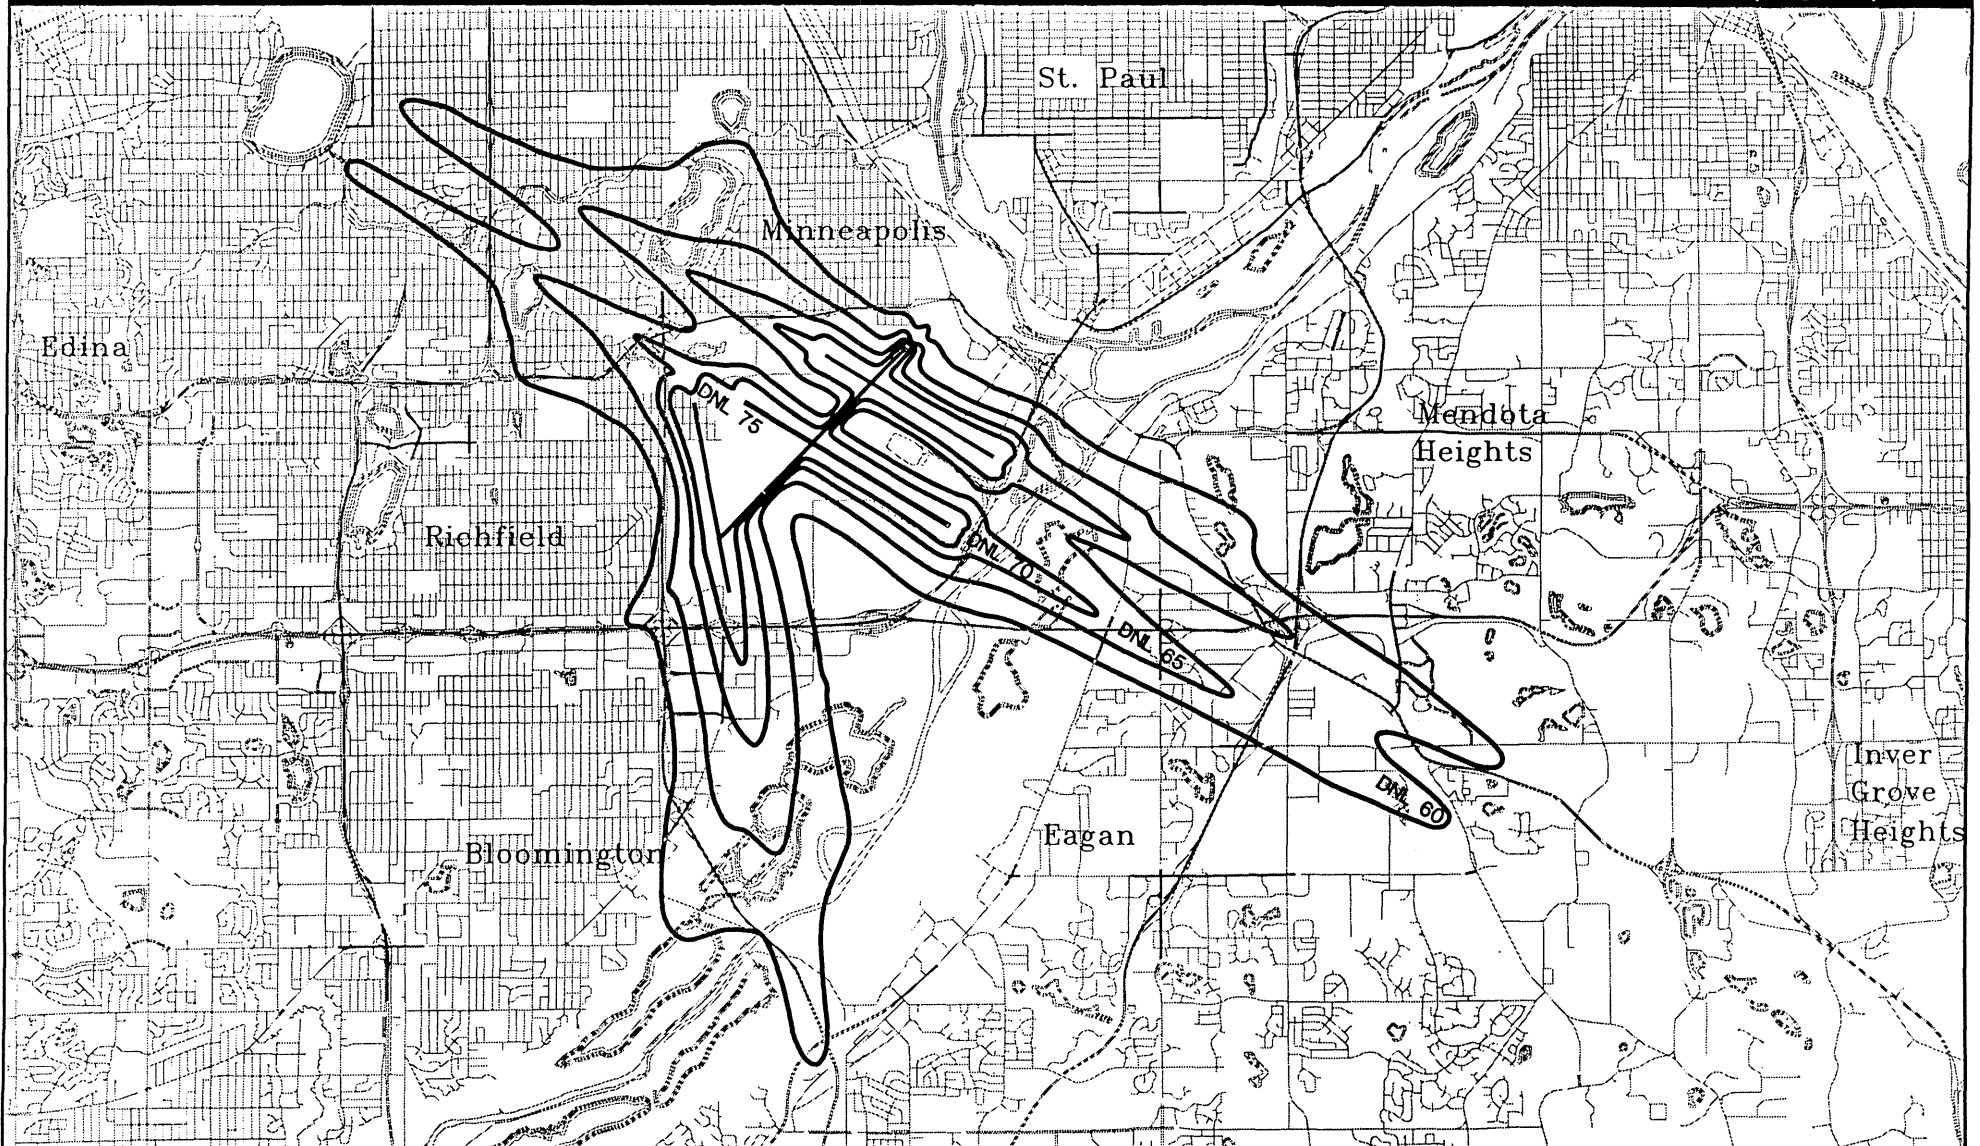 St. Paul
Minneapolis
Edina
DNL 75
Mendota
Heights
Richfield
DNL 70
DNL 65
Inver
Grove
Heights
DNL 60
Eagan
Bloomington